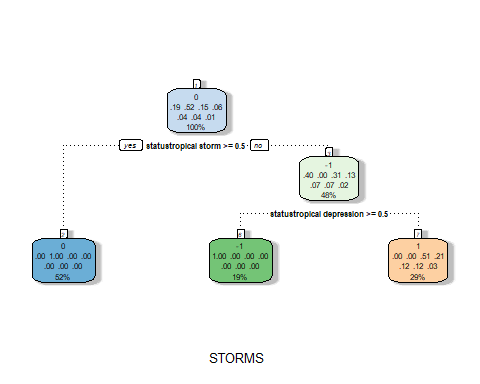 1
0
.19 .52 .15 .06
.04 .04 .01
100%
yes statustropical storm >= 0.5 no
3
-1
.40 .00 .31 .13
.07 .07 .02
48%
statustropical depression >= 0.5
2 6 7
0
.00 1.00 .00 .00
.00 .00 .00
52%
-1
1.00 .00 .00 .00
.00 .00 .00
19%
1
.00 .00 .51 .21
.12 .12 .03
29%
STORMS